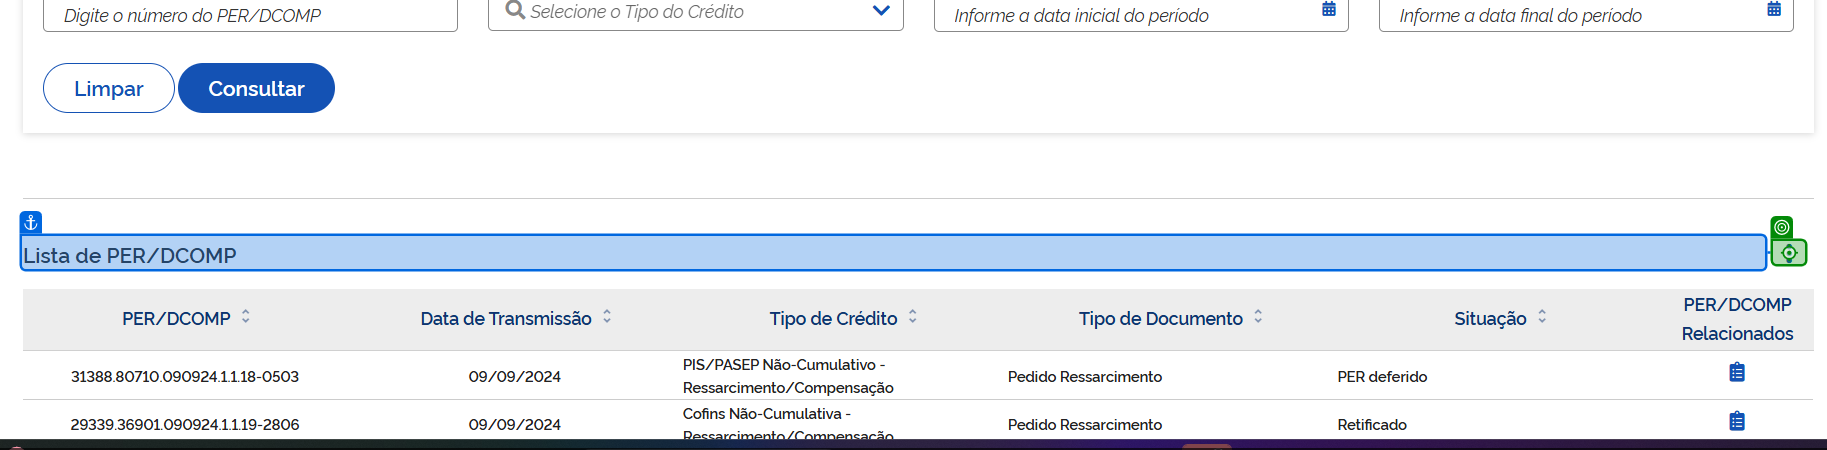 Digite o número do PER/DCOMP
Selecione o Tipo do Crédito
Informe a data inicial do período
Informe a data final do período
Limpar
Consultar
Lista de PER/DCOMP
PER/DCOMP
Data de Transmissão
Tipo de Crédito
Tipo de Documento
Situação
PER/DCOMP
Relacionados
31388.80710.090924.1.1.18-0503
09/09/2024
PIS/PASEP Não-Cumulativo -
Ressarcimento/Compensação
Pedido Ressarcimento
PER deferido
29339.36901.090924.1.1.19-2806
09/09/2024
Cofins Não-Cumulativa -
Ressarcimento/Compensação
Pedido Ressarcimento
Retificado